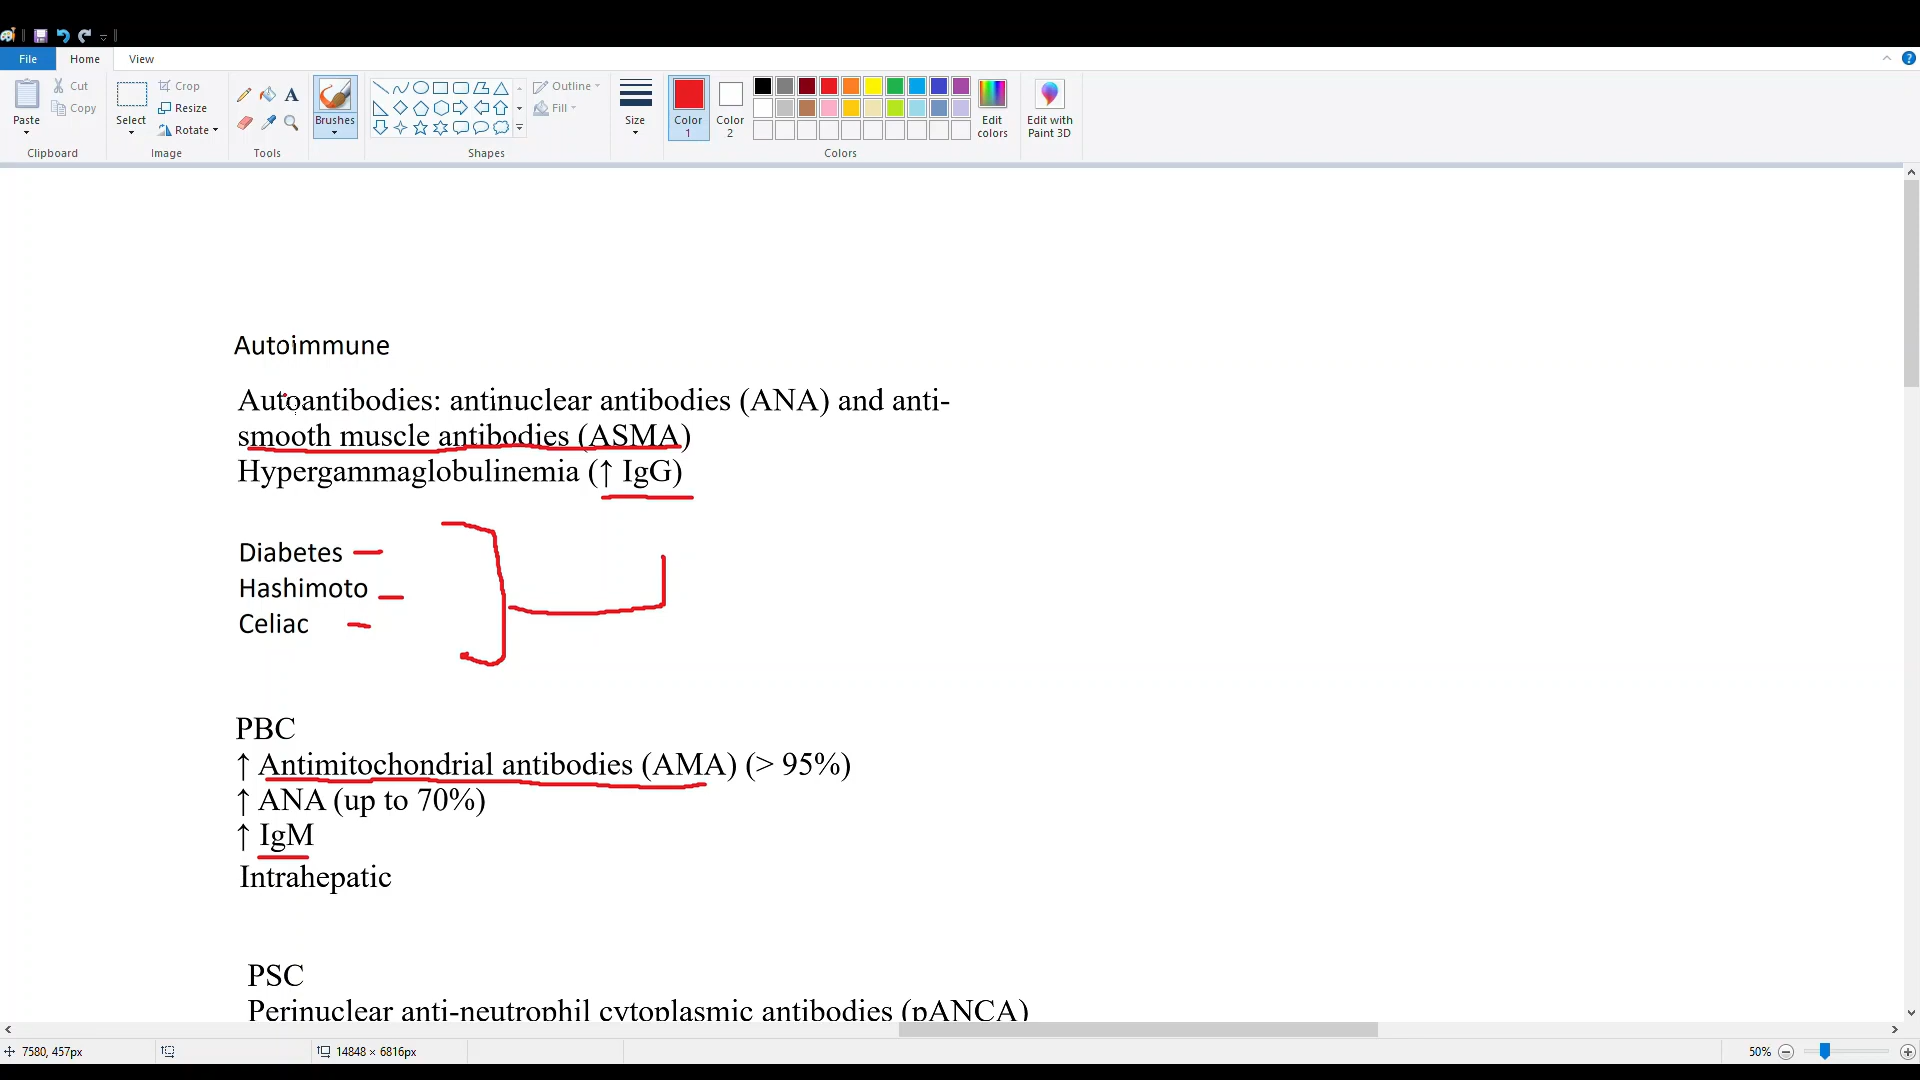 File Home View
Paste Cut Copy Clipboard
Select Crop Resize Rotate Image
Tools
Brushes
Shapes Outline Fill
Size
Color 1 Color 2 Edit colors Colors
Edit with Paint 3D
Autoimmune
Autoantibodies: antinuclear antibodies (ANA) and anti-
smooth muscle antibodies (ASMA)
Hypergammaglobulinemia (↑ IgG)
Diabetes
Hashimoto
Celiac
PBC
↑ Antimitochondrial antibodies (AMA) (> 95%)
↑ ANA (up to 70%)
↑ IgM
Intrahepatic
PSC
Perinuclear anti-neutrophil cytoplasmic antibodies (pANCA)
7580, 457px 14848 × 6816px 50%